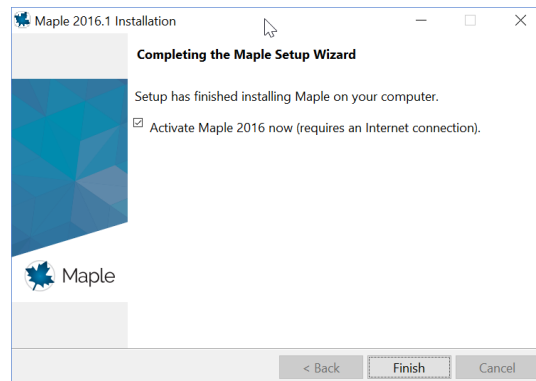 Maple 2016.1 Installation
Completing the Maple Setup Wizard
Setup has finished installing Maple on your computer.
Activate Maple 2016 now (requires an Internet connection).
Maple
< Back Finish Cancel